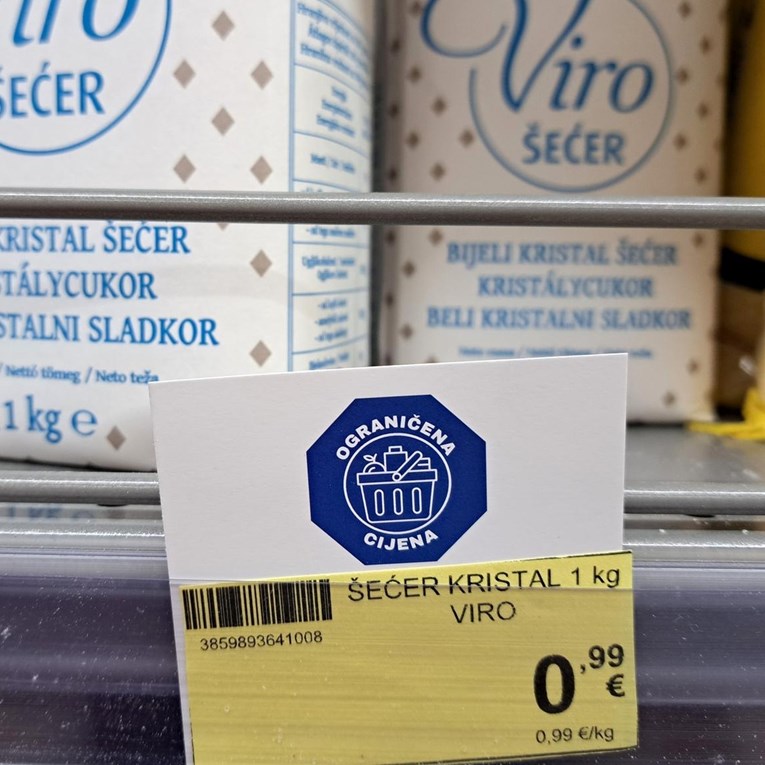 Viro
ŠEĆER
KRISTAL ŠEĆER
STÁLYCUKOR
STALNI SLADKOR
/ Nettó tömeg / Neto teža
1 kg e
Viro
ŠEĆER
BIJELI KRISTAL ŠEĆER
KRISTÁLYCUKOR
BELI KRISTALNI SLADKOR
OGRANIČENA
CIJENA
ŠEĆER KRISTAL 1 kg
VIRO
3859893641008
0,99
€
0,99 €/kg